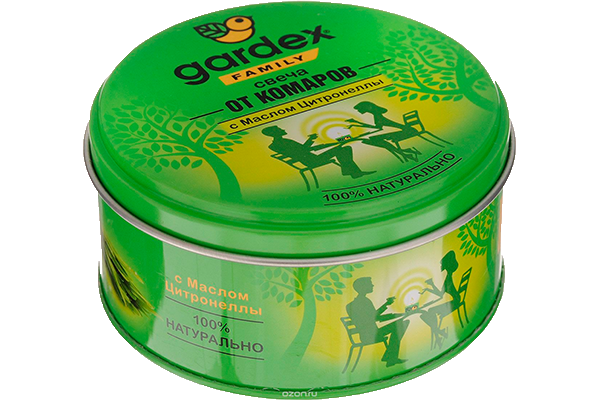 gardex
FAMILY
свеча
ОТ КОМАРОВ
с Маслом Цитронеллы
100% НАТУРАЛЬНО
с Маслом
Цитронеллы
100%
НАТУРАЛЬНО
ozon.ru